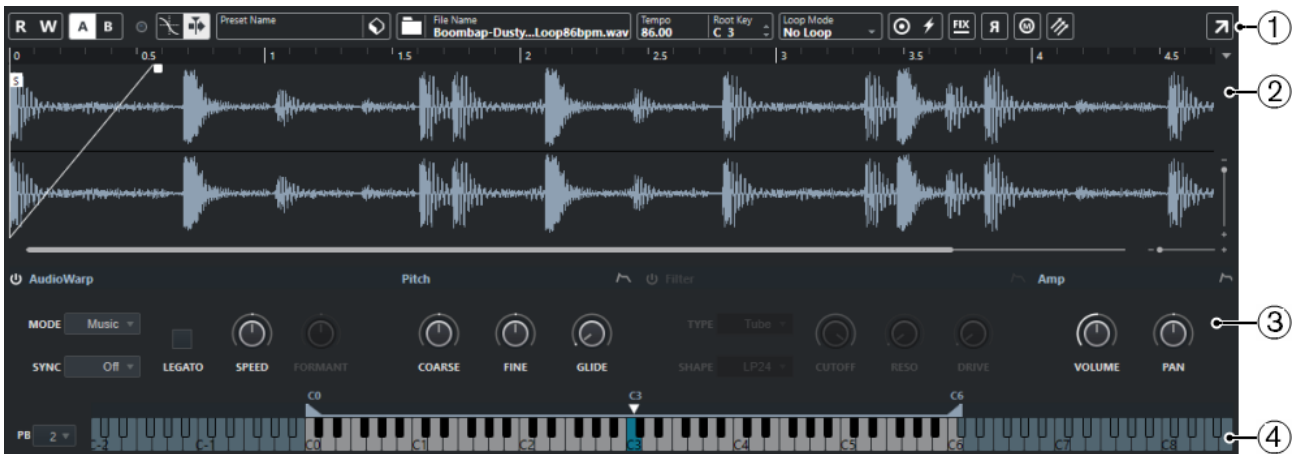 R W A B Preset Name File Name Tempo Root Key Loop Mode FIX R M 1
Boombap-Dusty...Loop86bpm.wav 86.00 C 3 No Loop
0 0.5 1 1.5 2 2.5 3 3.5 4 4.5
S 2
AudioWarp Pitch Filter Amp
MODE Music TYPE Tube 3
SYNC Off LEGATO SPEED FORMANT COARSE FINE GLIDE SHAPE LP24 CUTOFF RESO DRIVE VOLUME PAN
C0 C3 C6
PB 2 C-2 C-1 C0 C1 C2 C3 C4 C5 C6 C7 C8 4